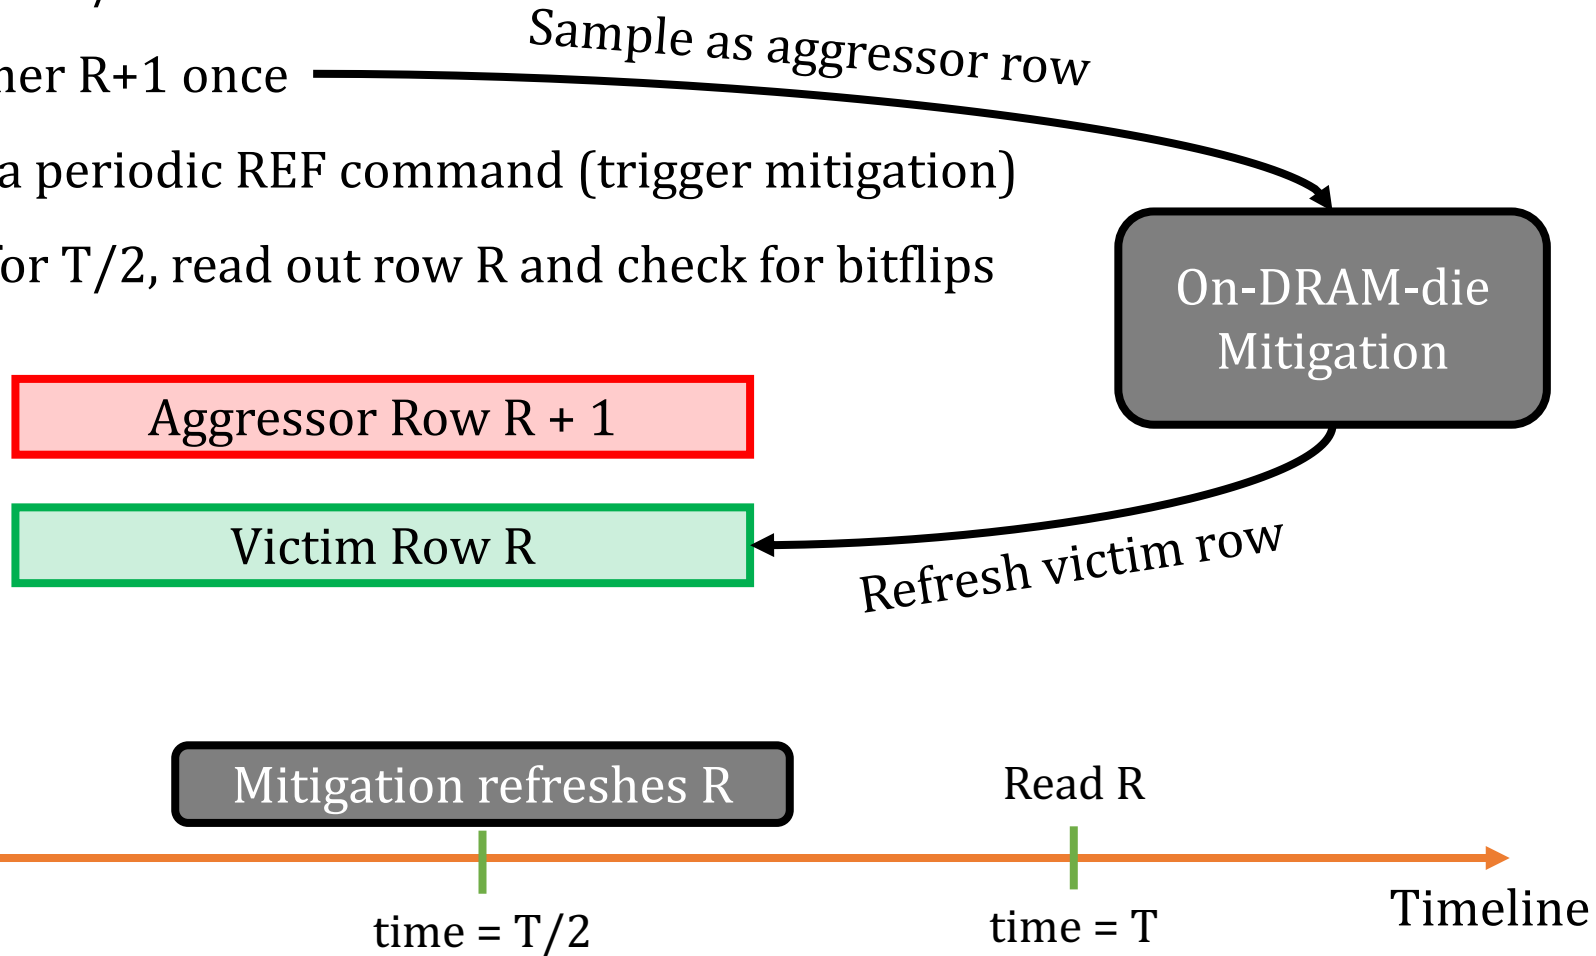 Sample as aggressor row
ner R+1 once
a periodic REF command (trigger mitigation)
for T/2, read out row R and check for bitflips
On-DRAM-die
Mitigation
Aggressor Row R + 1
Victim Row R
Refresh victim row
Mitigation refreshes R
Read R
time = T/2
time = T
Timeline